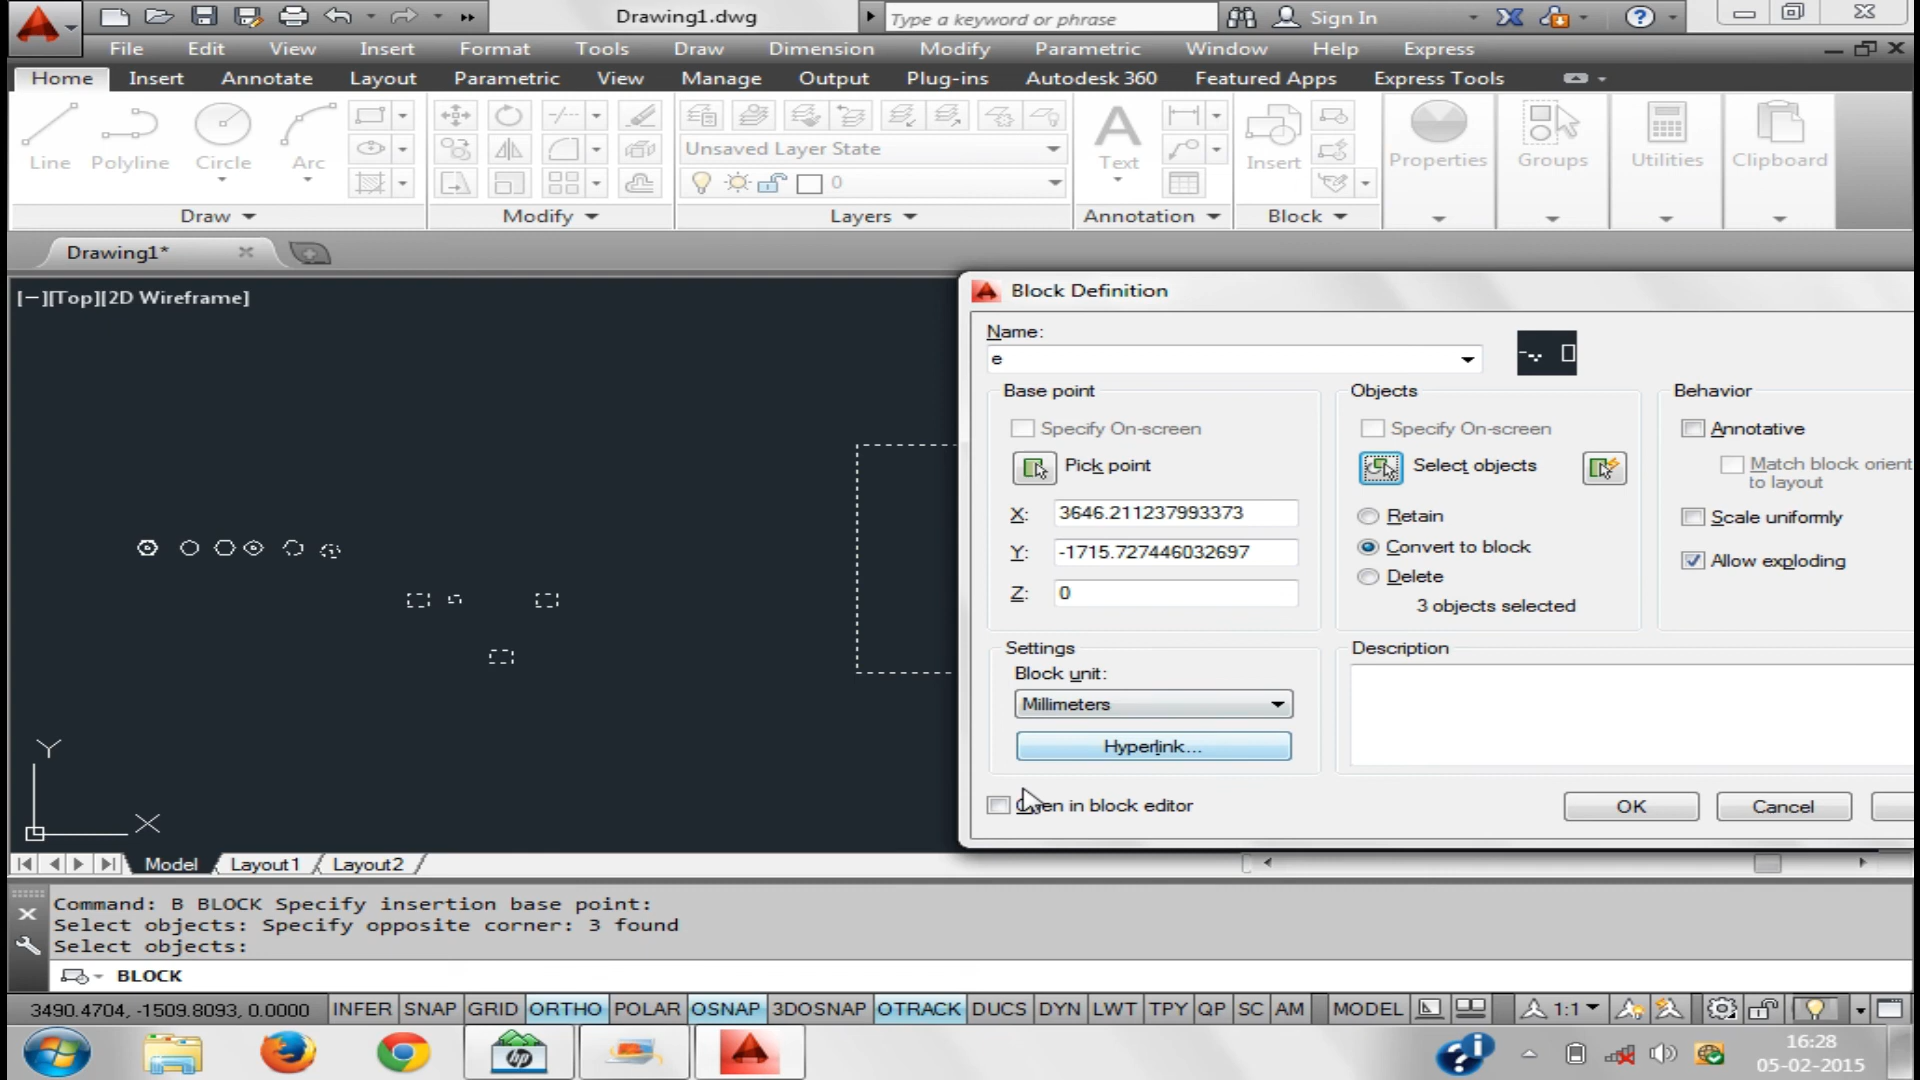 Drawing1.dwg
Type a keyword or phrase
Sign In
File Edit View Insert Format Tools Draw Dimension Modify Parametric Window Help Express
Home Insert Annotate Layout Parametric View Manage Output Plug-ins Autodesk 360 Featured Apps Express Tools
Line Polyline Circle Arc
Unsaved Layer State
0
Text
Insert
Properties
Groups
Utilities
Clipboard
Draw Modify Layers Annotation Block
Drawing1*
[−][Top][2D Wireframe]
Block Definition
Name:
e
Base point
Specify On-screen
Pick point
X: 3646.211237993373
Y: -1715.727446032697
Z: 0
Objects
Specify On-screen
Select objects
Retain
Convert to block
Delete
3 objects selected
Behavior
Annotative
Match block orient
to layout
Scale uniformly
Allow exploding
Settings
Block unit:
Millimeters
Hyperlink...
Description
Open in block editor
OK
Cancel
Y
X
Model Layout1 Layout2
Command: B BLOCK Specify insertion base point:
Select objects: Specify opposite corner: 3 found
Select objects:
BLOCK
3490.4704, -1509.8093, 0.0000 INFER SNAP GRID ORTHO POLAR OSNAP 3DOSNAP OTRACK DUCS DYN LWT TPY QP SC AM MODEL 1:1
hp
16:28
05-02-2015